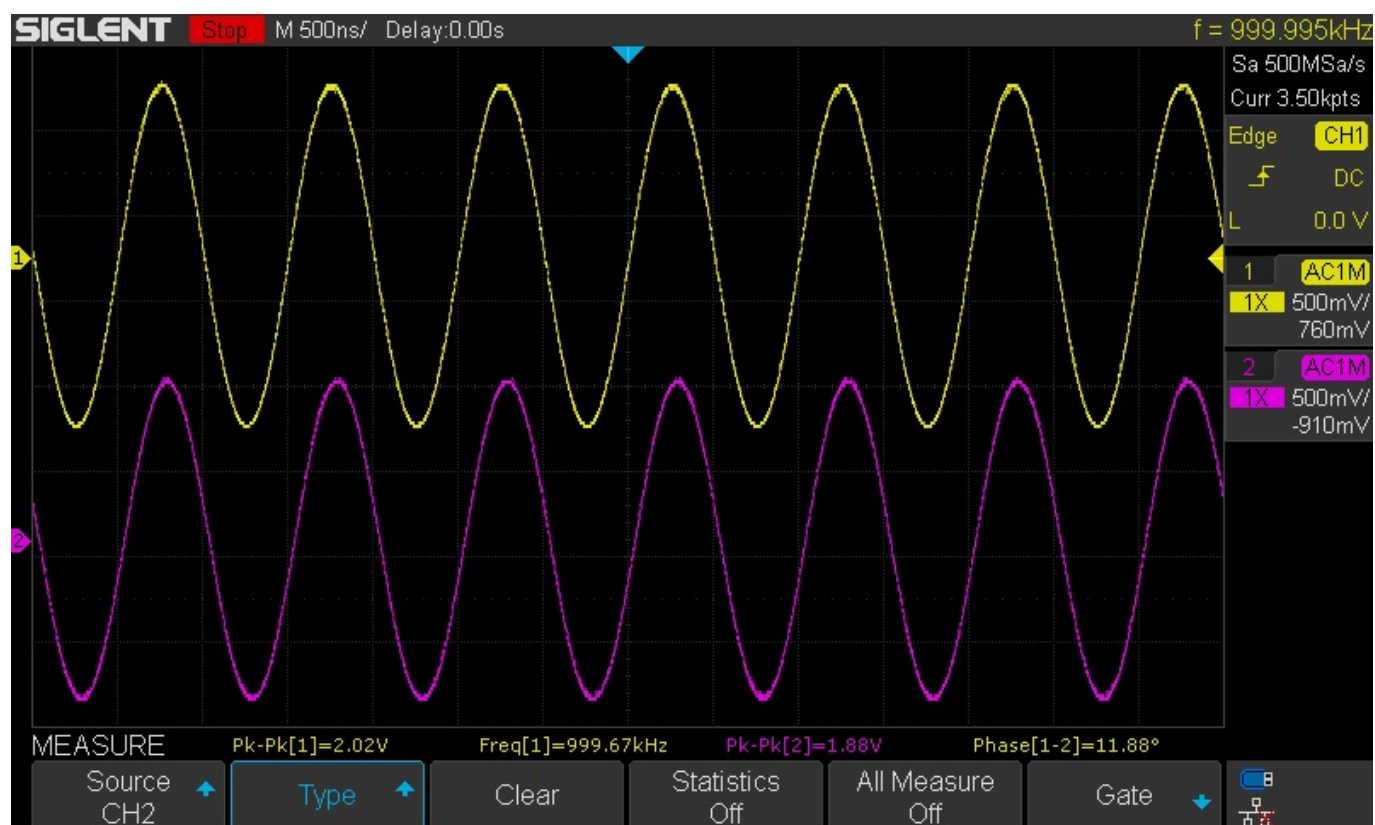 SIGLENT Stop M 500ns/ Delay:0.00s f = 999.995kHz
Sa 500MSa/s
Curr 3.50kpts
Edge CH1
DC
L 0.0 V
1
1 AC1M
1X 500mV/
760mV
2 AC1M
1X 500mV/
-910mV
2
MEASURE Pk-Pk[1]=2.02V Freq[1]=999.67kHz Pk-Pk[2]=1.88V Phase[1-2]=11.88°
Source
CH2
Type
Clear
Statistics
Off
All Measure
Off
Gate